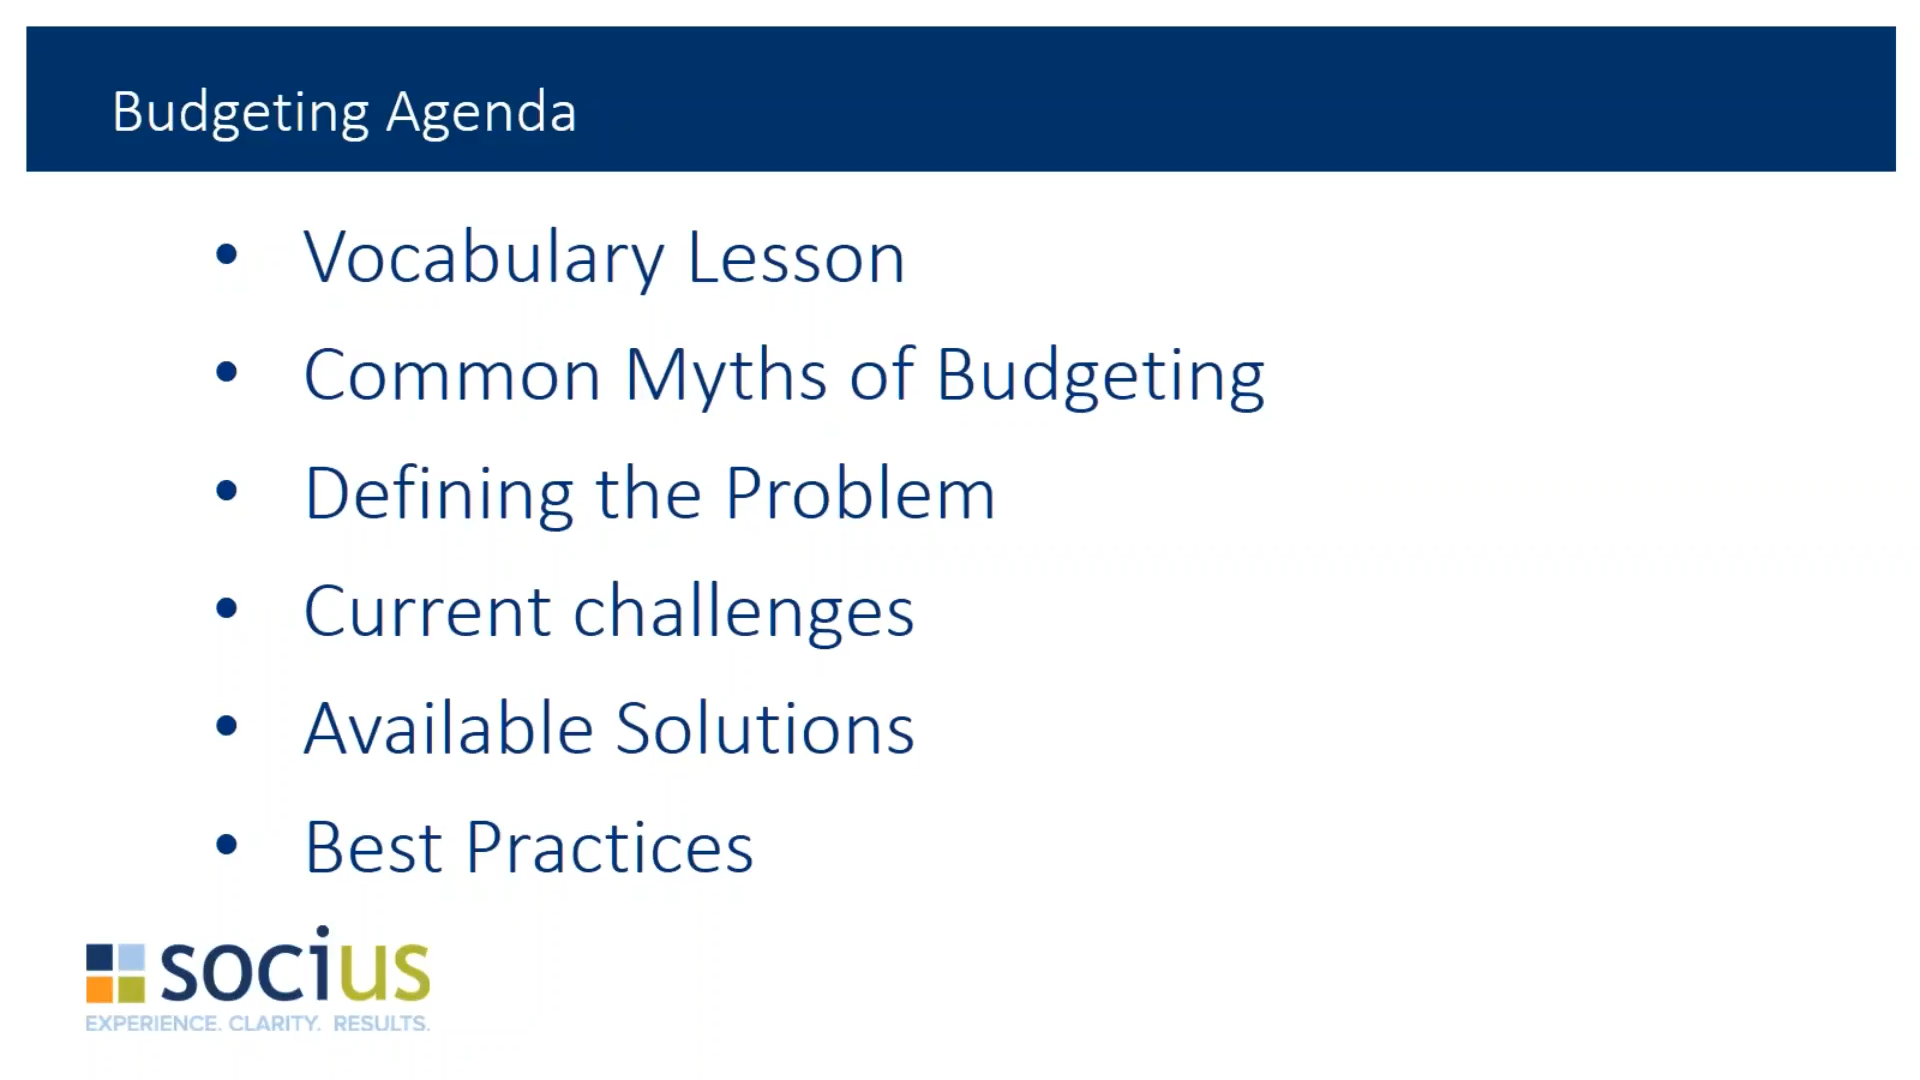 Budgeting Agenda
• Vocabulary Lesson
• Common Myths of Budgeting
• Defining the Problem
• Current challenges
• Available Solutions
• Best Practices
socius
EXPERIENCE. CLARITY. RESULTS.